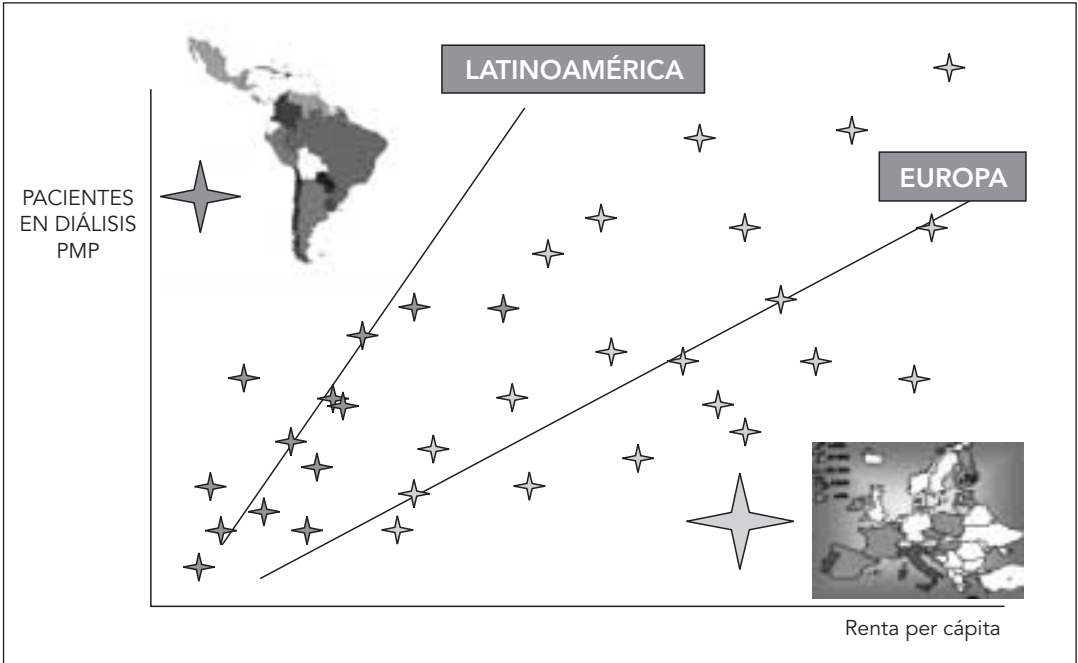 LATINOAMÉRICA
EUROPA
PACIENTES
EN DIÁLISIS
PMP
Renta per cápita